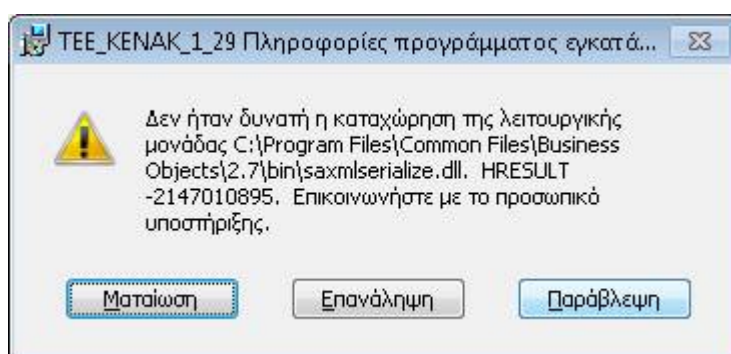 TEE_KENAK_1_29 Πληροφορίες προγράμματος εγκατά...
Δεν ήταν δυνατή η καταχώρηση της λειτουργικής
μονάδας C:\Program Files\Common Files\Business
Objects\2.7\bin\saxmlserialize.dll. HRESULT
-2147010895. Επικοινωνήστε με το προσωπικό
υποστήριξης.
Ματαίωση Επανάληψη Παράβλεψη